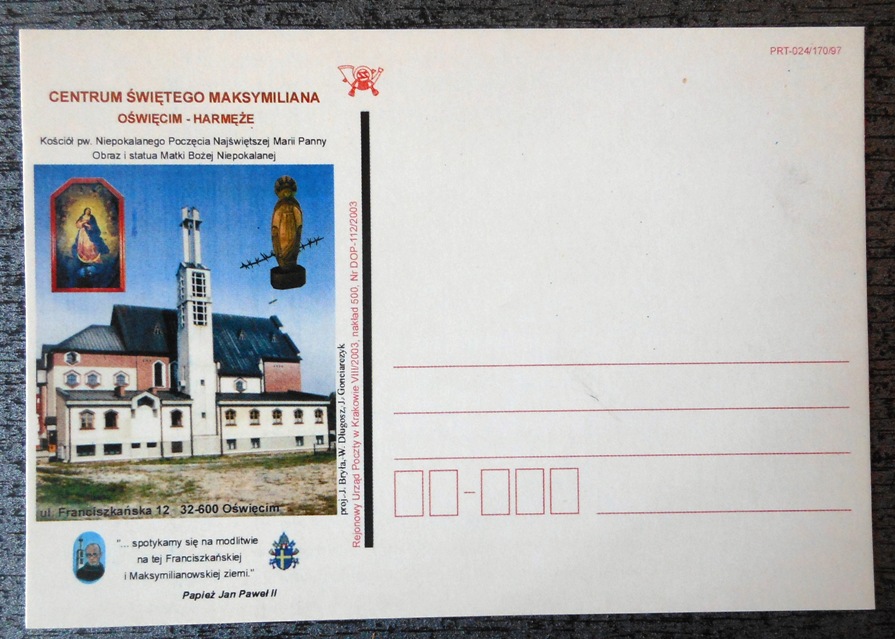 PRT-024/170/97
CENTRUM ŚWIĘTEGO MAKSYMILIANA
OŚWIĘCIM - HARMĘŻE
Kościół pw. Niepokalanego Poczęcia Najświętszej Marii Panny
Obraz i statua Matki Bożej Niepokalanej
ul. Franciszkańska 12 32-600 Oświęcim
"... spotykamy się na modlitwie
na tej Franciszkańskiej
i Maksymilianowskiej ziemi."
Papież Jan Paweł II
proj. J. Bryła, W. Długosz, J. Gonciarczyk
Rejonowy Urząd Poczty w Krakowie VIII/2003, nakład 500, Nr DOP-112/2003